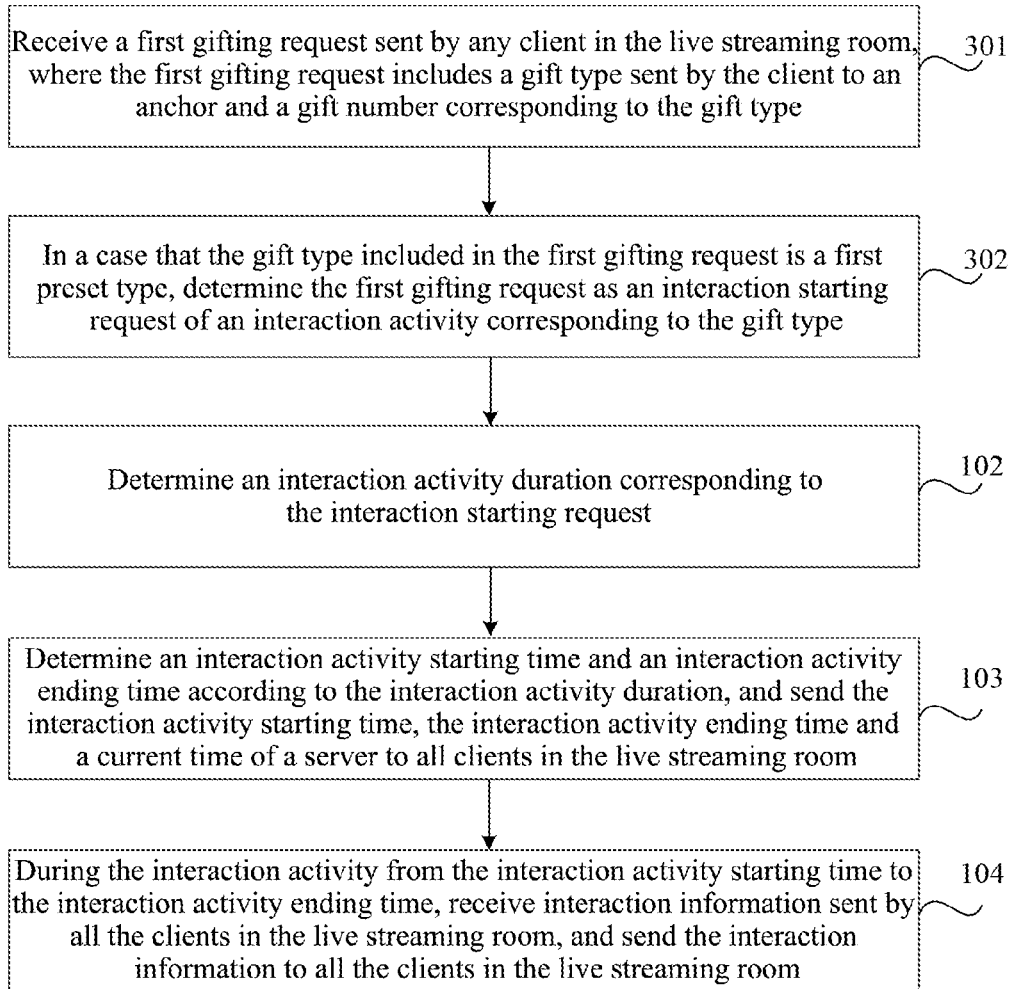 Receive a first gifting request sent by any client in the live streaming room,
where the first gifting request includes a gift type sent by the client to an
anchor and a gift number corresponding to the gift type
301
In a case that the gift type included in the first gifting request is a first
preset type, determine the first gifting request as an interaction starting
request of an interaction activity corresponding to the gift type
302
Determine an interaction activity duration corresponding to
the interaction starting request
102
Determine an interaction activity starting time and an interaction activity
ending time according to the interaction activity duration, and send the
interaction activity starting time, the interaction activity ending time and
a current time of a server to all clients in the live streaming room
103
During the interaction activity from the interaction activity starting time to
the interaction activity ending time, receive interaction information sent by
all the clients in the live streaming room, and send the interaction
information to all the clients in the live streaming room
104